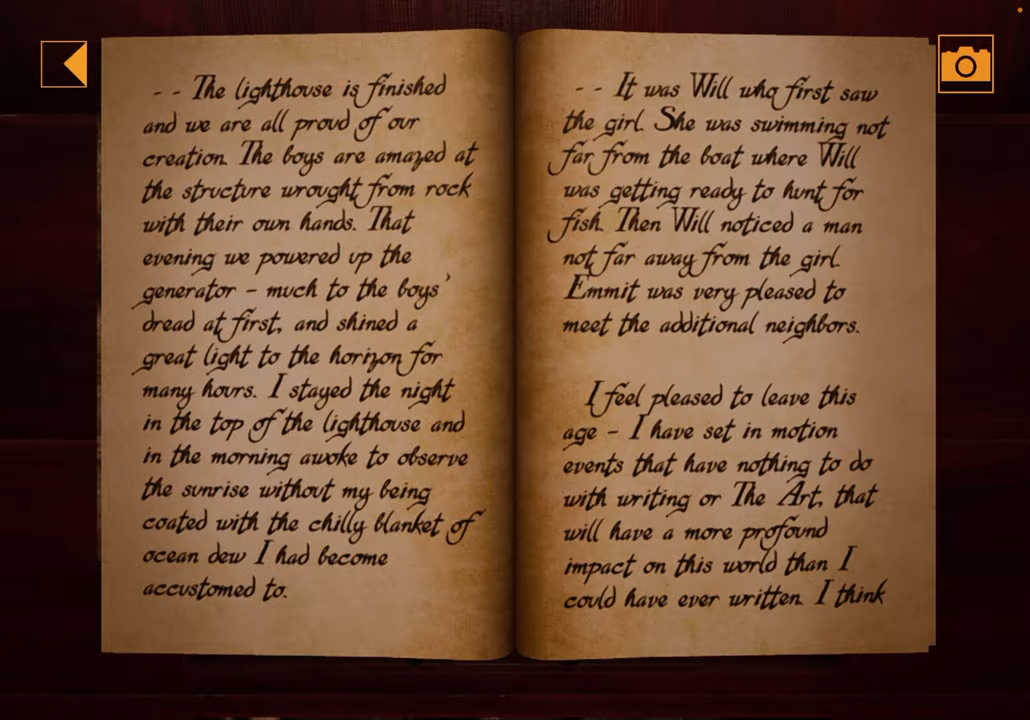 - - The lighthouse is finished
and we are all proud of our
creation. The boys are amazed at
the structure wrought from rock
with their own hands. That
evening we powered up the
generator - much to the boys'
dread at first, and shined a
great light to the horizon for
many hours. I stayed the night
in the top of the lighthouse and
in the morning awoke to observe
the sunrise without my being
coated with the chilly blanket of
ocean dew I had become
accustomed to.
- - It was Will who first saw
the girl. She was swimming not
far from the boat where Will
was getting ready to hunt for
fish. Then Will noticed a man
not far away from the girl.
Emmit was very pleased to
meet the additional neighbors.
I feel pleased to leave this
age - I have set in motion
events that have nothing to do
with writing or The Art, that
will have a more profound
impact on this world than I
could have ever written. I think